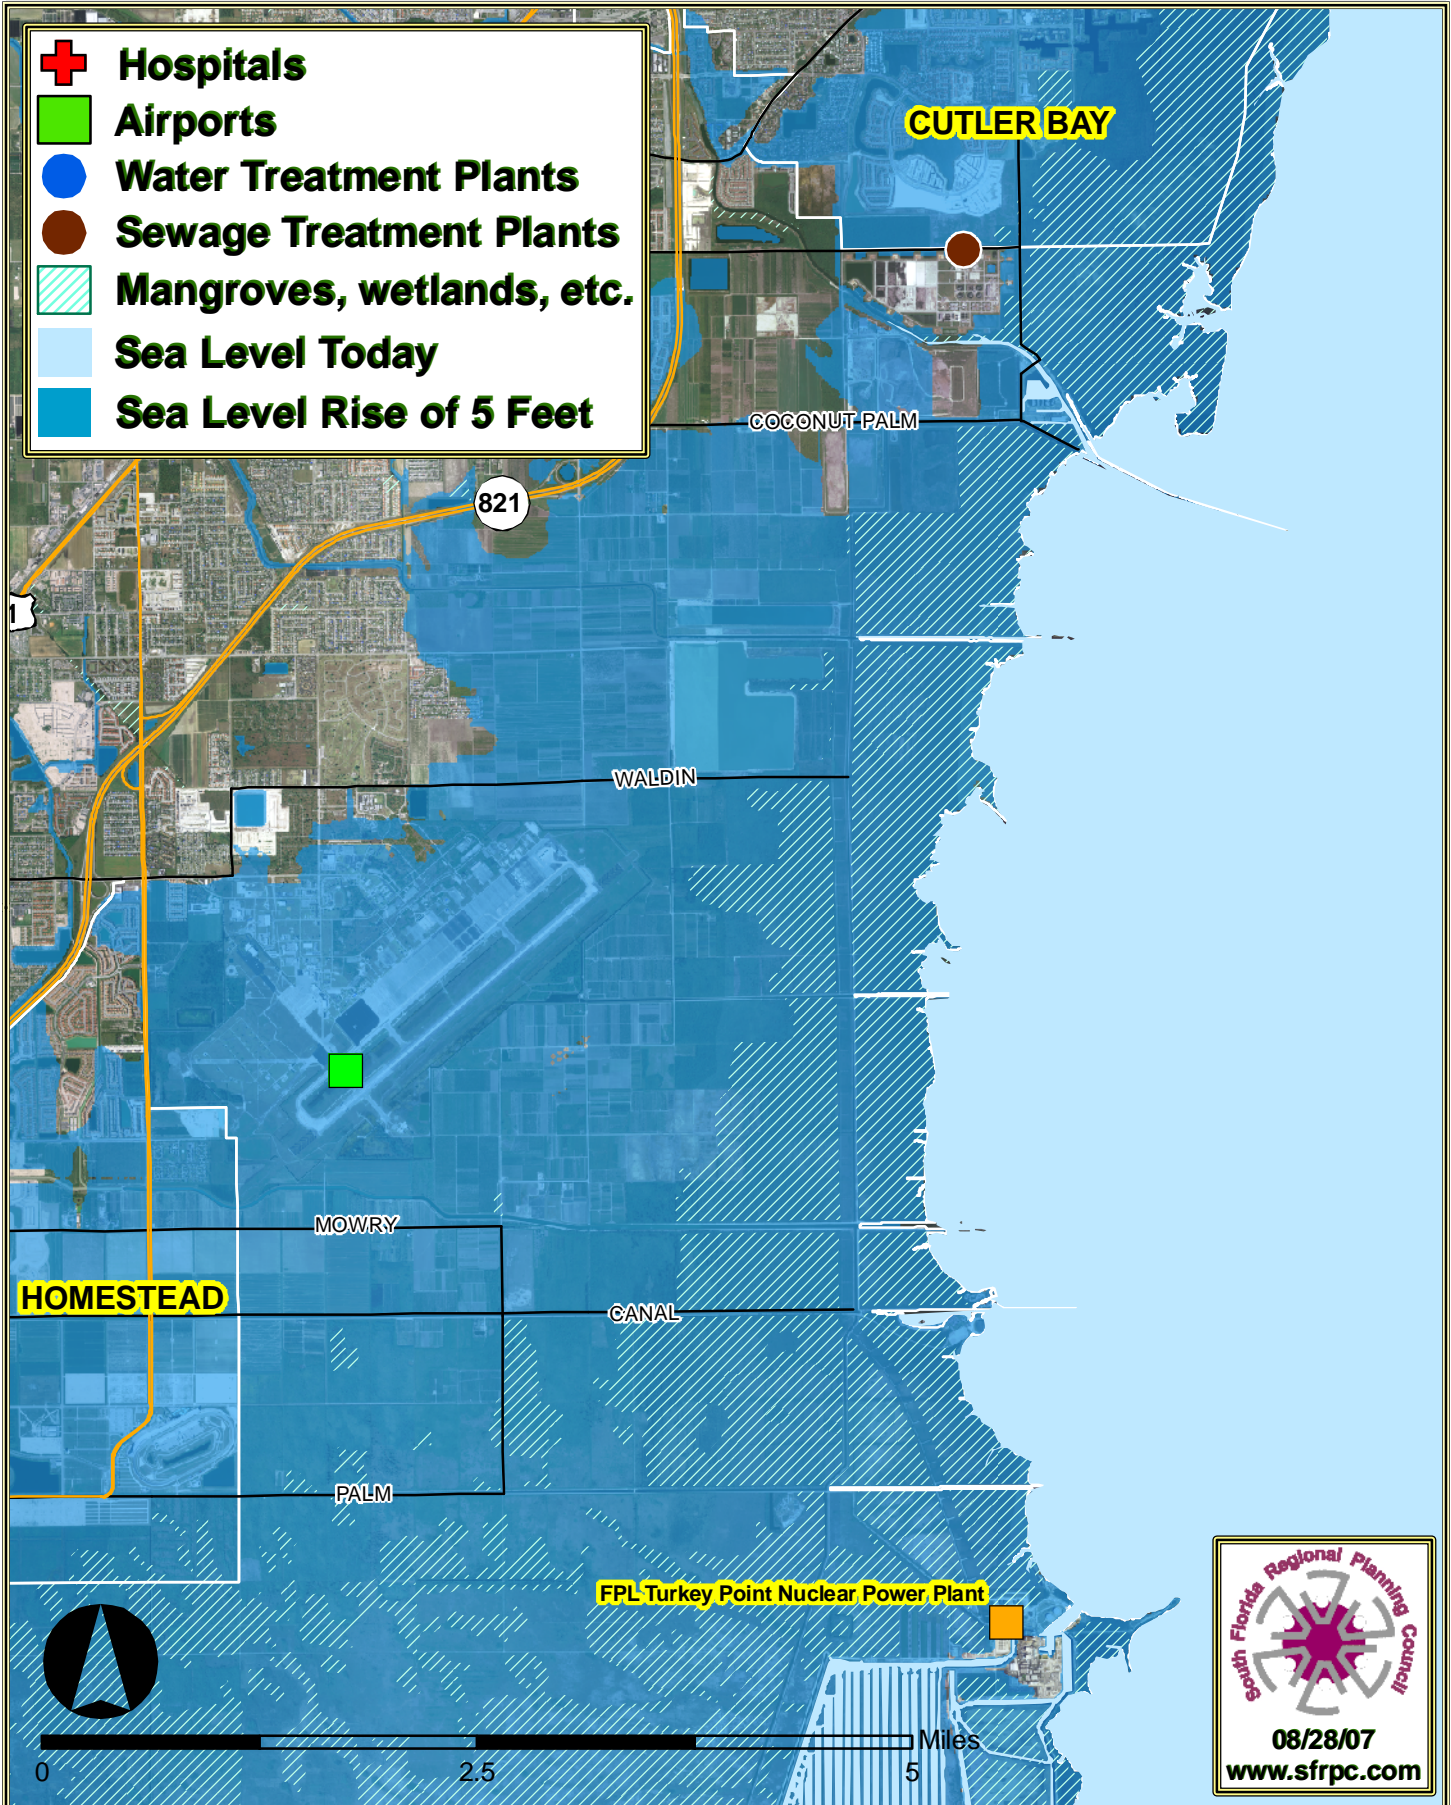 Hospitals
Airports
Water Treatment Plants
Sewage Treatment Plants
Mangroves, wetlands, etc.
Sea Level Today
Sea Level Rise of 5 Feet
CUTLER BAY
COCONUT PALM
821
1
WALDIN
MOWRY
HOMESTEAD
CANAL
PALM
FPL Turkey Point Nuclear Power Plant
Miles
0
2.5
5
South Florida Regional Planning Council
08/28/07
www.sfrpc.com